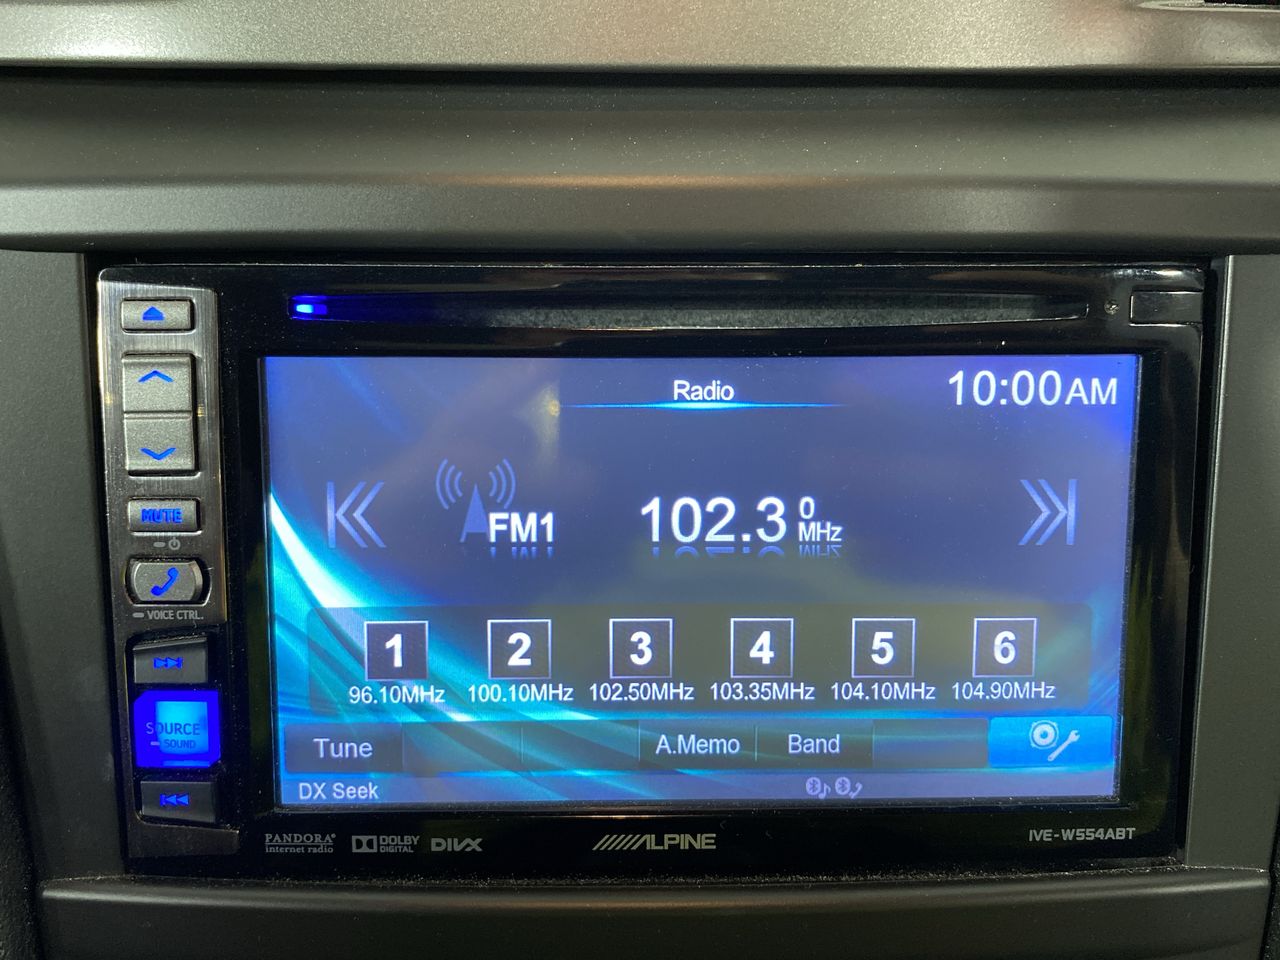 Radio
10:00AM
FM1
102.30 MHz
1 2 3 4 5 6
96.10MHz 100.10MHz 102.50MHz 103.35MHz 104.10MHz 104.90MHz
Tune A.Memo Band
DX Seek
MUTE
VOICE CTRL.
SOURCE
SOUND
PANDORA® internet radio
DOLBY DIGITAL
DIVX
ALPINE
IVE-W554ABT